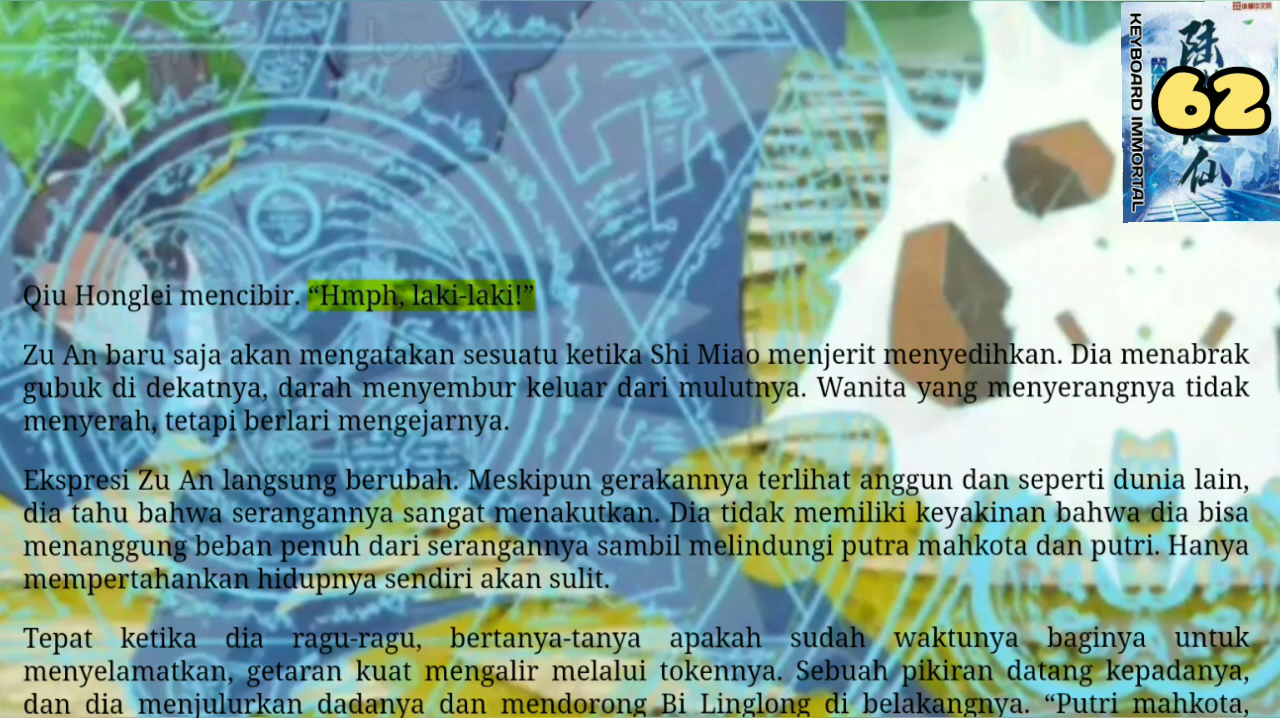 KEYBOARD IMMORTAL
62
Qiu Honglei mencibir. “Hmph, laki-laki!”
Zu An baru saja akan mengatakan sesuatu ketika Shi Miao menjerit menyedihkan. Dia menabrak
gubuk di dekatnya, darah menyembur keluar dari mulutnya. Wanita yang menyerangnya tidak
menyerah, tetapi berlari mengejarnya.
Ekspresi Zu An langsung berubah. Meskipun gerakannya terlihat anggun dan seperti dunia lain,
dia tahu bahwa serangannya sangat menakutkan. Dia tidak memiliki keyakinan bahwa dia bisa
menanggung beban penuh dari serangannya sambil melindungi putra mahkota dan putri. Hanya
mempertahankan hidupnya sendiri akan sulit.
Tepat ketika dia ragu-ragu, bertanya-tanya apakah sudah waktunya baginya untuk
menyelamatkan, getaran kuat mengalir melalui tokennya. Sebuah pikiran datang kepadanya,
dan dia menjulurkan dadanya dan mendorong Bi Linglong di belakangnya. “Putri mahkota,